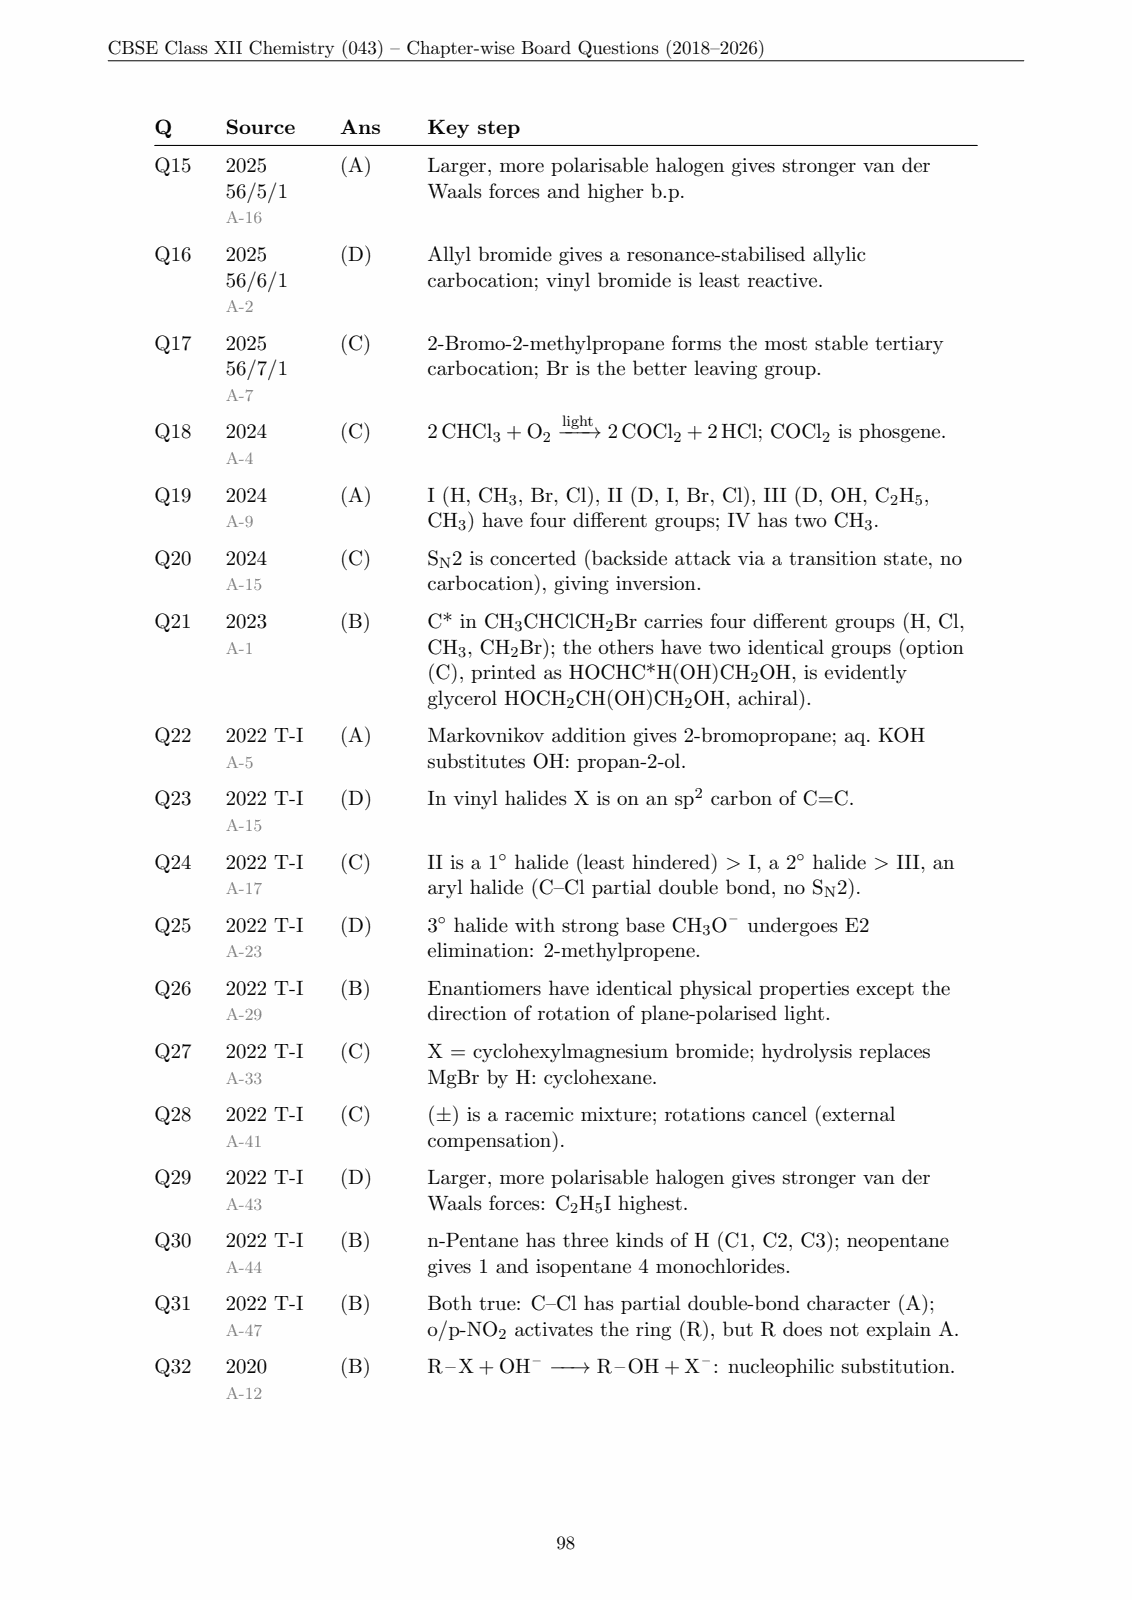 CBSE Class XII Chemistry (043) – Chapter-wise Board Questions (2018–2026)
Q Source Ans Key step
Q15 2025 (A) Larger, more polarisable halogen gives stronger van der
56/5/1 Waals forces and higher b.p.
A-16
Q16 2025 (D) Allyl bromide gives a resonance-stabilised allylic
56/6/1 carbocation; vinyl bromide is least reactive.
A-2
Q17 2025 (C) 2-Bromo-2-methylpropane forms the most stable tertiary
56/7/1 carbocation; Br is the better leaving group.
A-7
Q18 2024 (C) 2 CHCl₃ + O₂ —light→ 2 COCl₂ + 2 HCl; COCl₂ is phosgene.
A-4
Q19 2024 (A) I (H, CH₃, Br, Cl), II (D, I, Br, Cl), III (D, OH, C₂H₅,
A-9 CH₃) have four different groups; IV has two CH₃.
Q20 2024 (C) S_N2 is concerted (backside attack via a transition state, no
A-15 carbocation), giving inversion.
Q21 2023 (B) C* in CH₃CHClCH₂Br carries four different groups (H, Cl,
A-1 CH₃, CH₂Br); the others have two identical groups (option
(C), printed as HOCHC*H(OH)CH₂OH, is evidently
glycerol HOCH₂CH(OH)CH₂OH, achiral).
Q22 2022 T-I (A) Markovnikov addition gives 2-bromopropane; aq. KOH
A-5 substitutes OH: propan-2-ol.
Q23 2022 T-I (D) In vinyl halides X is on an sp² carbon of C=C.
A-15
Q24 2022 T-I (C) II is a 1° halide (least hindered) > I, a 2° halide > III, an
A-17 aryl halide (C–Cl partial double bond, no S_N2).
Q25 2022 T-I (D) 3° halide with strong base CH₃O⁻ undergoes E2
A-23 elimination: 2-methylpropene.
Q26 2022 T-I (B) Enantiomers have identical physical properties except the
A-29 direction of rotation of plane-polarised light.
Q27 2022 T-I (C) X = cyclohexylmagnesium bromide; hydrolysis replaces
A-33 MgBr by H: cyclohexane.
Q28 2022 T-I (C) (±) is a racemic mixture; rotations cancel (external
A-41 compensation).
Q29 2022 T-I (D) Larger, more polarisable halogen gives stronger van der
A-43 Waals forces: C₂H₅I highest.
Q30 2022 T-I (B) n-Pentane has three kinds of H (C1, C2, C3); neopentane
A-44 gives 1 and isopentane 4 monochlorides.
Q31 2022 T-I (B) Both true: C–Cl has partial double-bond character (A);
A-47 o/p-NO₂ activates the ring (R), but R does not explain A.
Q32 2020 (B) R–X + OH⁻ ⟶ R–OH + X⁻: nucleophilic substitution.
A-12
98